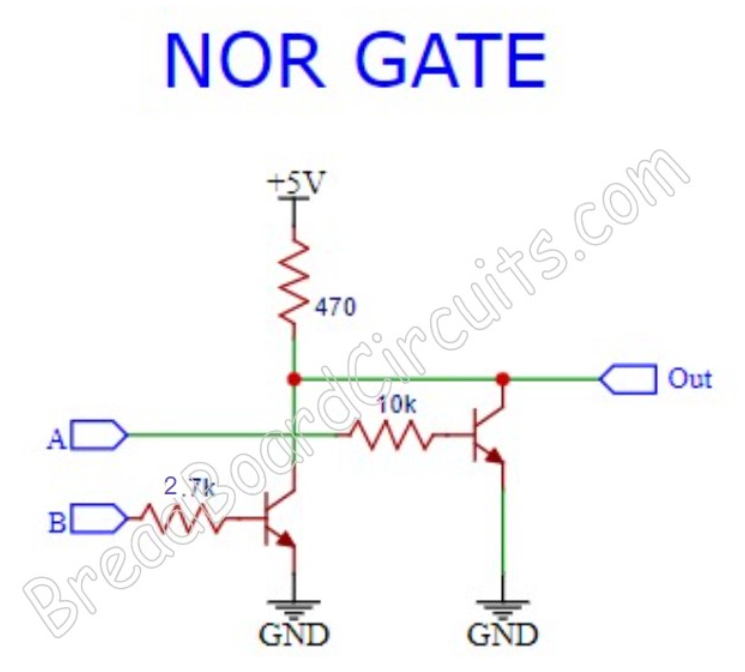 NOR GATE
+5V
470
Out
10k
A
2.7k
B
GND
GND
BreadBoardCircuits.com